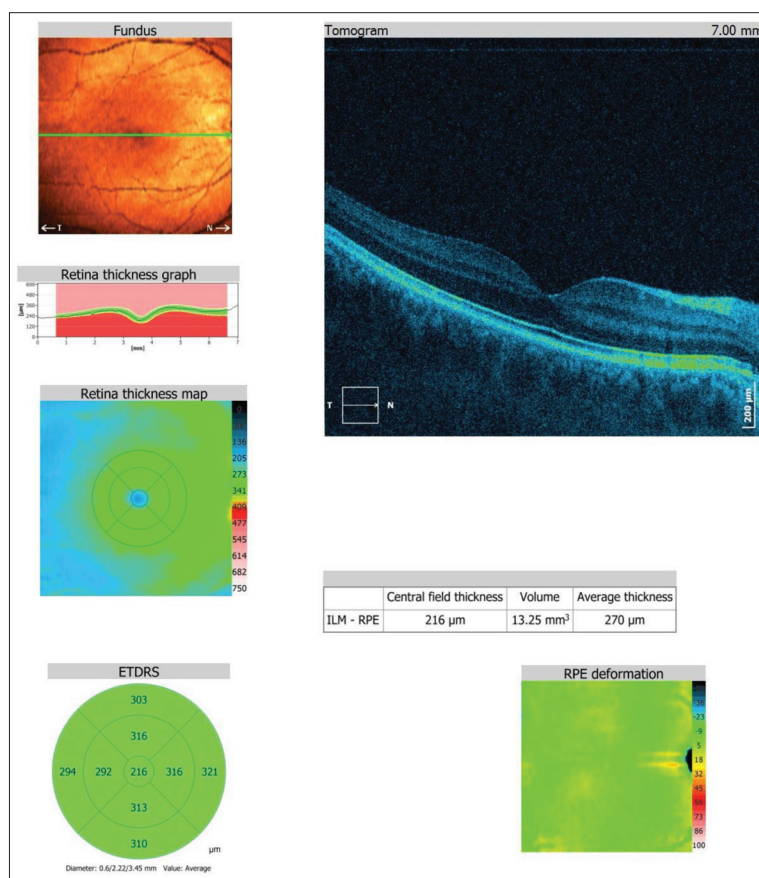 Fundus
Tomogram 7.00 mm
← T N →
Retina thickness graph
[µm]
600
480
360
240
120
0
0 1 2 3 4 5 6 7
[mm]
T N
200 µm
Retina thickness map
0
136
205
273
341
409
477
545
614
682
750
Central field thickness Volume Average thickness
ILM - RPE 216 µm 13.25 mm³ 270 µm
ETDRS
303
316
294 292 216 316 321
313
310
µm
Diameter: 0.6/2.22/3.45 mm Value: Average
RPE deformation
-23
-9
5
18
32
45
59
73
86
100